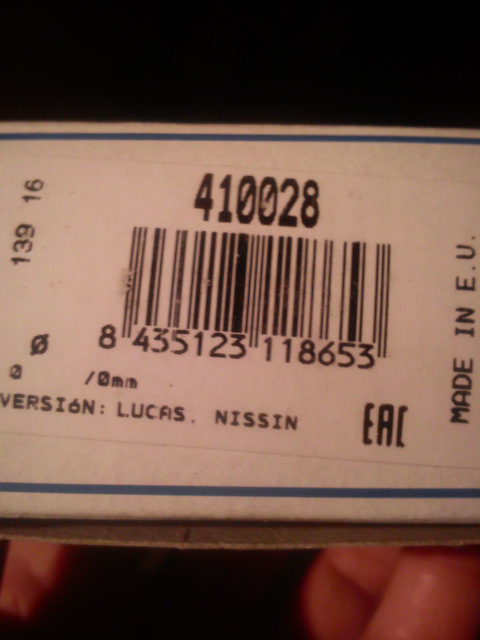 410028
139 16
8 435123 118653
Ø
0 /0mm
VERSIÓN: LUCAS. NISSIN
EAC
MADE IN E.U.